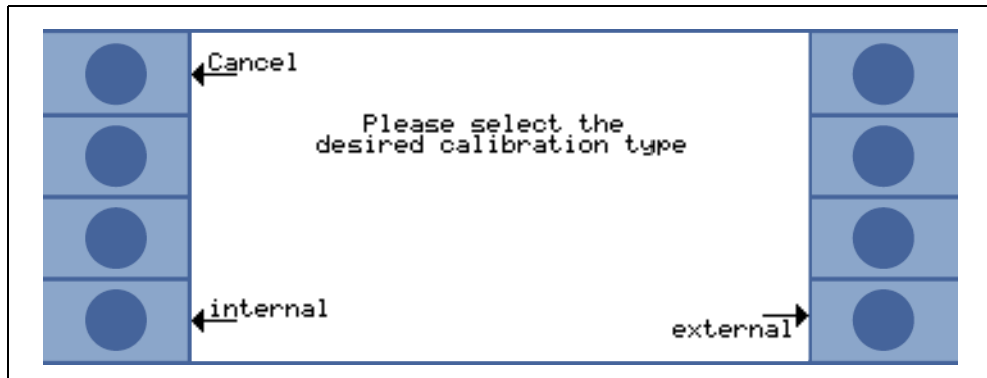 Cancel
Please select the
desired calibration type
internal
external